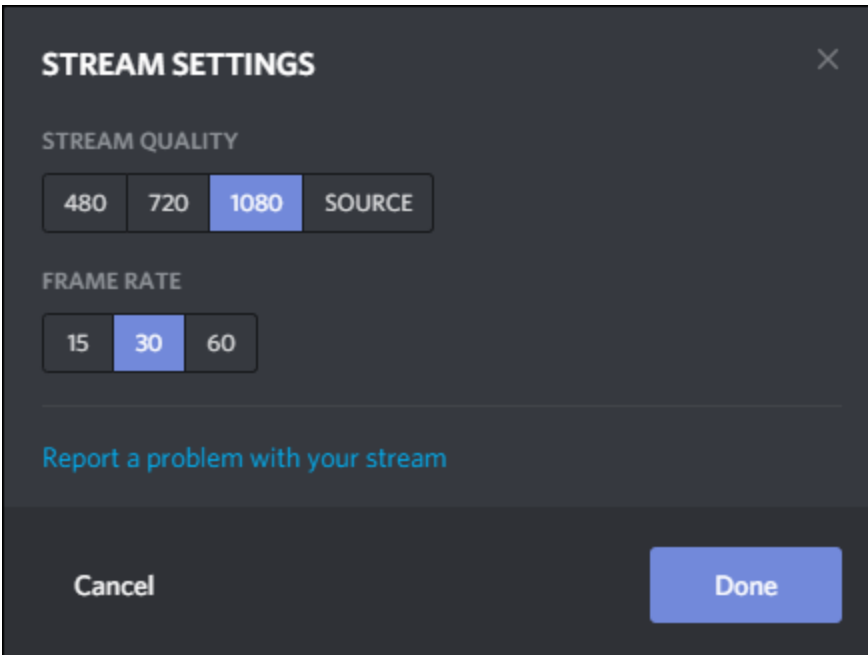 STREAM SETTINGS
STREAM QUALITY
480 720 1080 SOURCE
FRAME RATE
15 30 60
Report a problem with your stream
Cancel Done